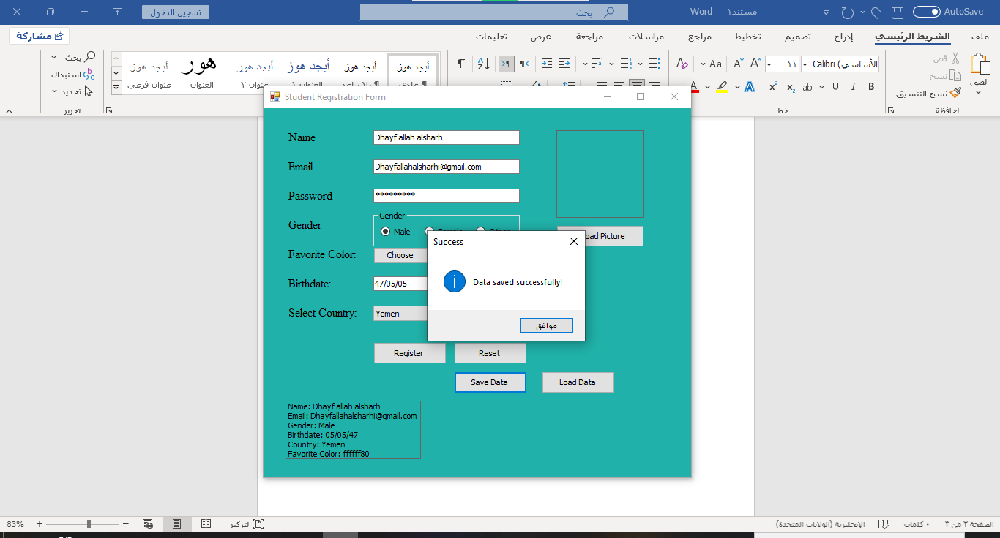 AutoSave
مستند١ - Word
بحث
تسجيل الدخول
ملف
الشريط الرئيسي
إدراج
تصميم
تخطيط
مراجع
مراسلات
مراجعة
عرض
تعليمات
مشاركة
لصق
قص
نسخ
نسخ التنسيق
الحافظة
Calibri (الأساسي)
١١
Aa
B I U ab x₂ x² A A
خط
أبجد هوز
أبجد هوز
أبجد هوز
أبجد هوز
هور
أبجد هوز
¶ عادي
¶ بلا تباعد
العنوان ١
عنوان ٢
العنوان
عنوان فرعي
بحث
استبدال
تحديد
تحرير
Student Registration Form
Name
Dhayf allah alsharh
Email
Dhayfallahalsharhi@gmail.com
Password
*********
Gender
Gender
Male
Favorite Color:
Choose
Birthdate:
47/05/05
Select Country:
Yemen
Picture
Success
Data saved successfully!
موافق
Register
Reset
Save Data
Load Data
Name: Dhayf allah alsharh
Email: Dhayfallahalsharhi@gmail.com
Gender: Male
Birthdate: 05/05/47
Country: Yemen
Favorite Color: ffffff80
الصفحة ٣ من ٣
٠ كلمات
الإنجليزية (الولايات المتحدة)
التركيز
83%